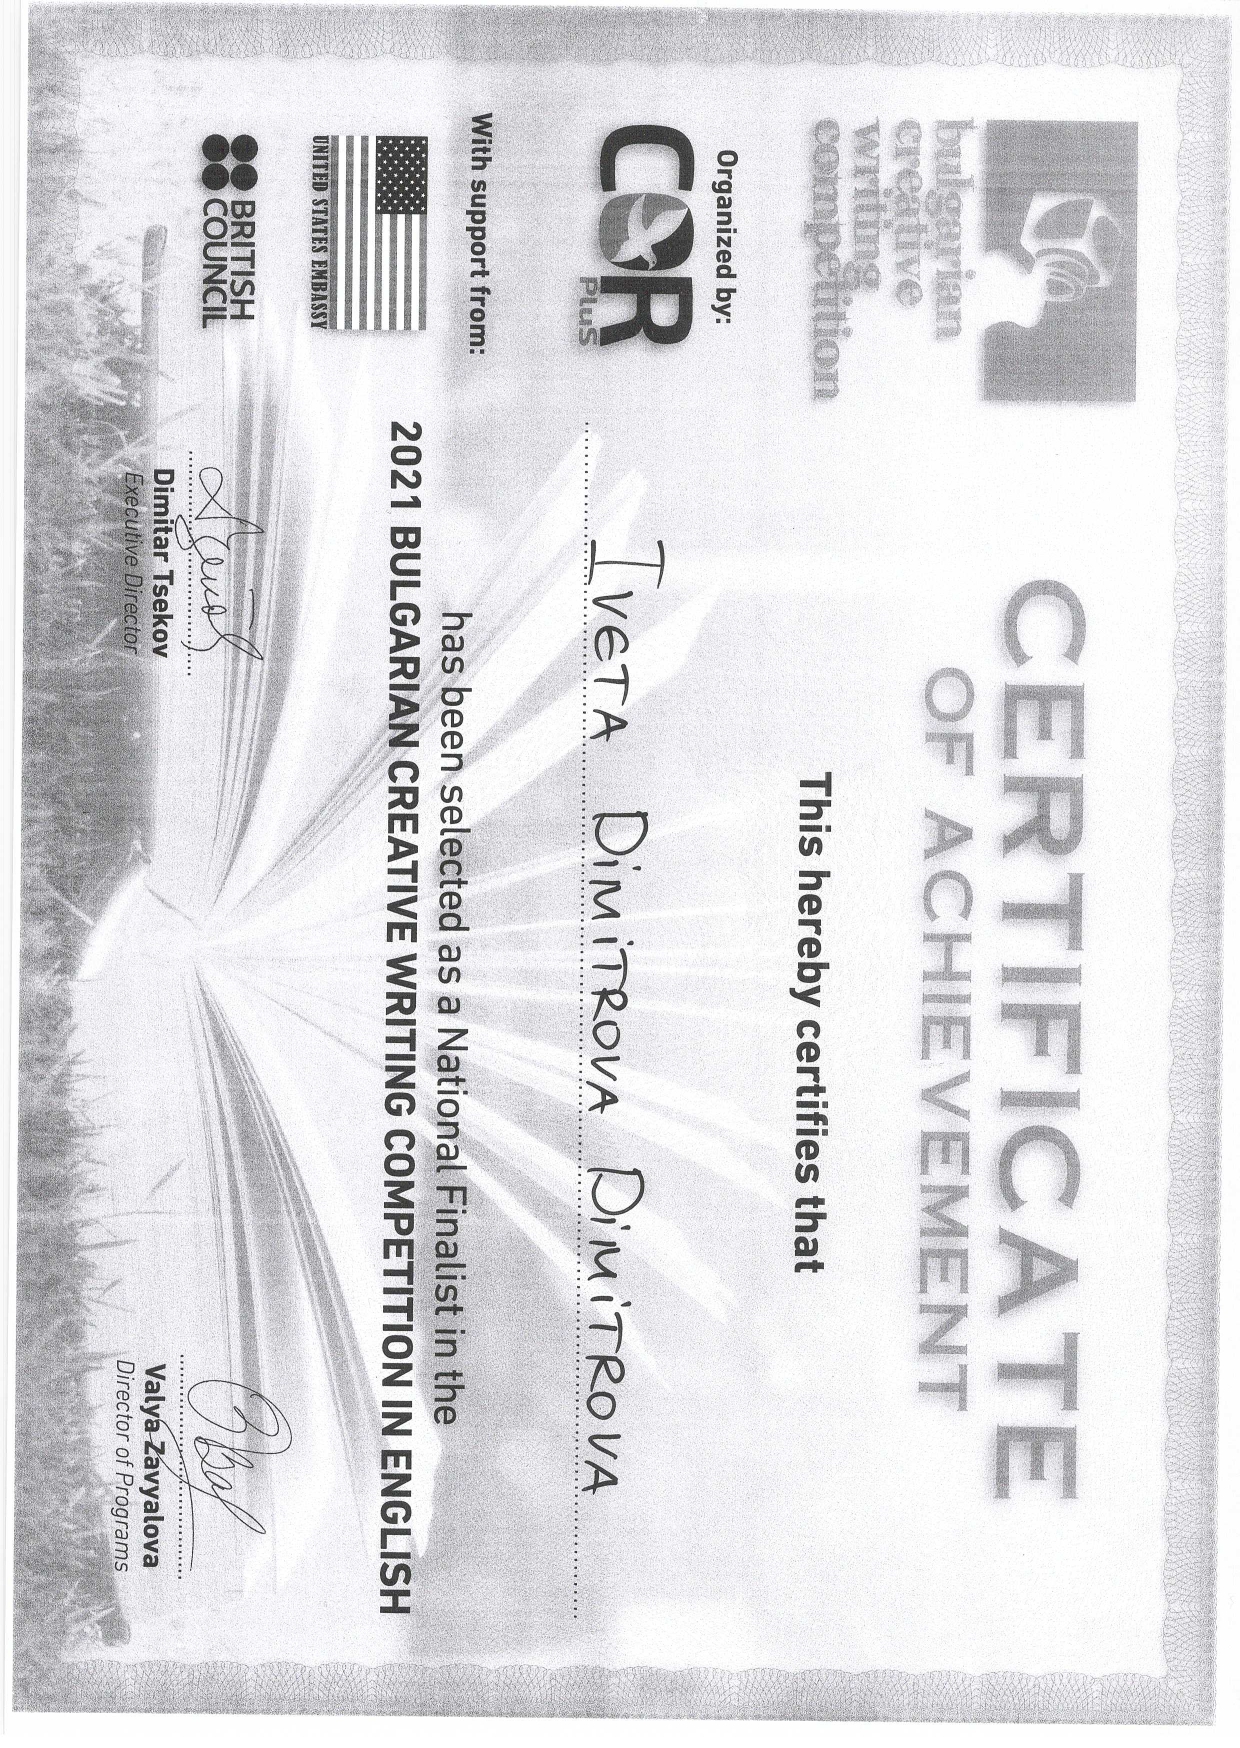 bulgarian
creative
writing
competition
CERTIFICATE
OF ACHIEVEMENT
This hereby certifies that
Organized by:
COR
PluS
IVETA DiMiTROVA DiMiTROVA
With support from:
has been selected as a National Finalist in the
2021 BULGARIAN CREATIVE WRITING COMPETITION IN ENGLISH
UNITED STATES EMBASSY
BRITISH
COUNCIL
Dimitar Tsekov
Executive Director
Valya Zavyalova
Director of Programs